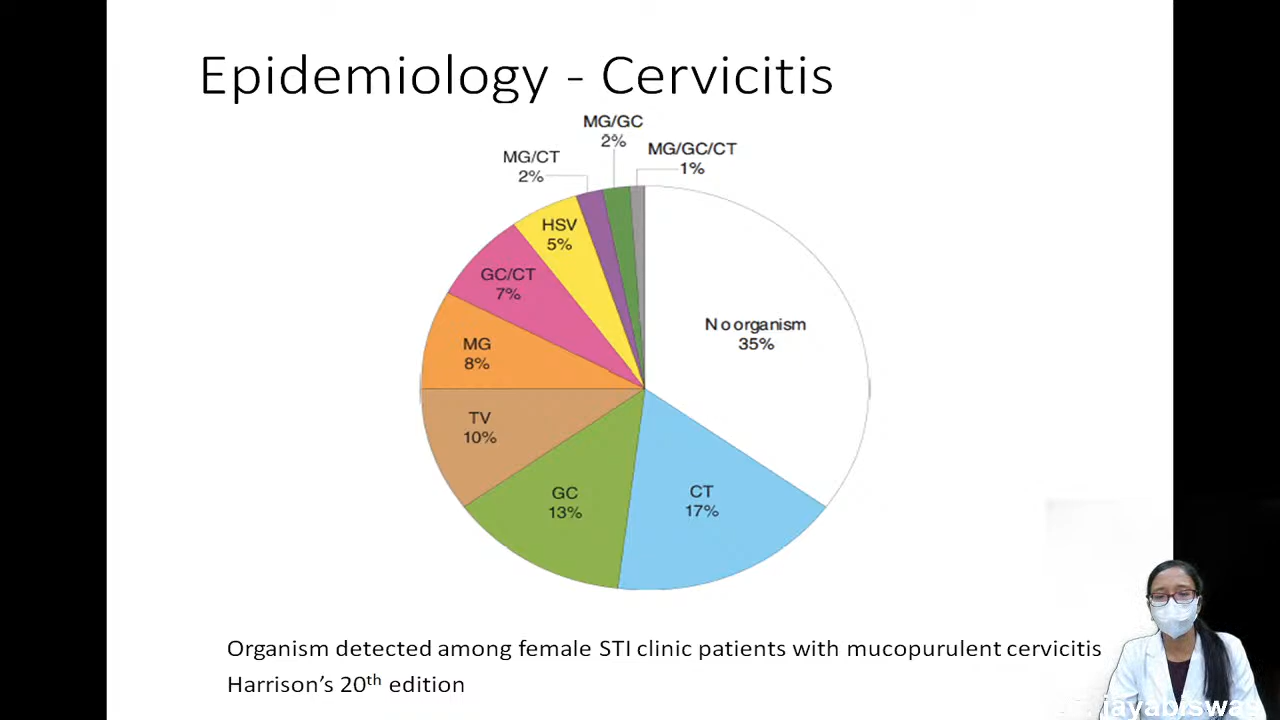 Epidemiology - Cervicitis
MG/GC
2%
MG/GC/CT
1%
MG/CT
2%
HSV
5%
GC/CT
7%
No organism
35%
MG
8%
TV
10%
GC
13%
CT
17%
Organism detected among female STI clinic patients with mucopurulent cervicitis
Harrison's 20th edition
jayabiswas